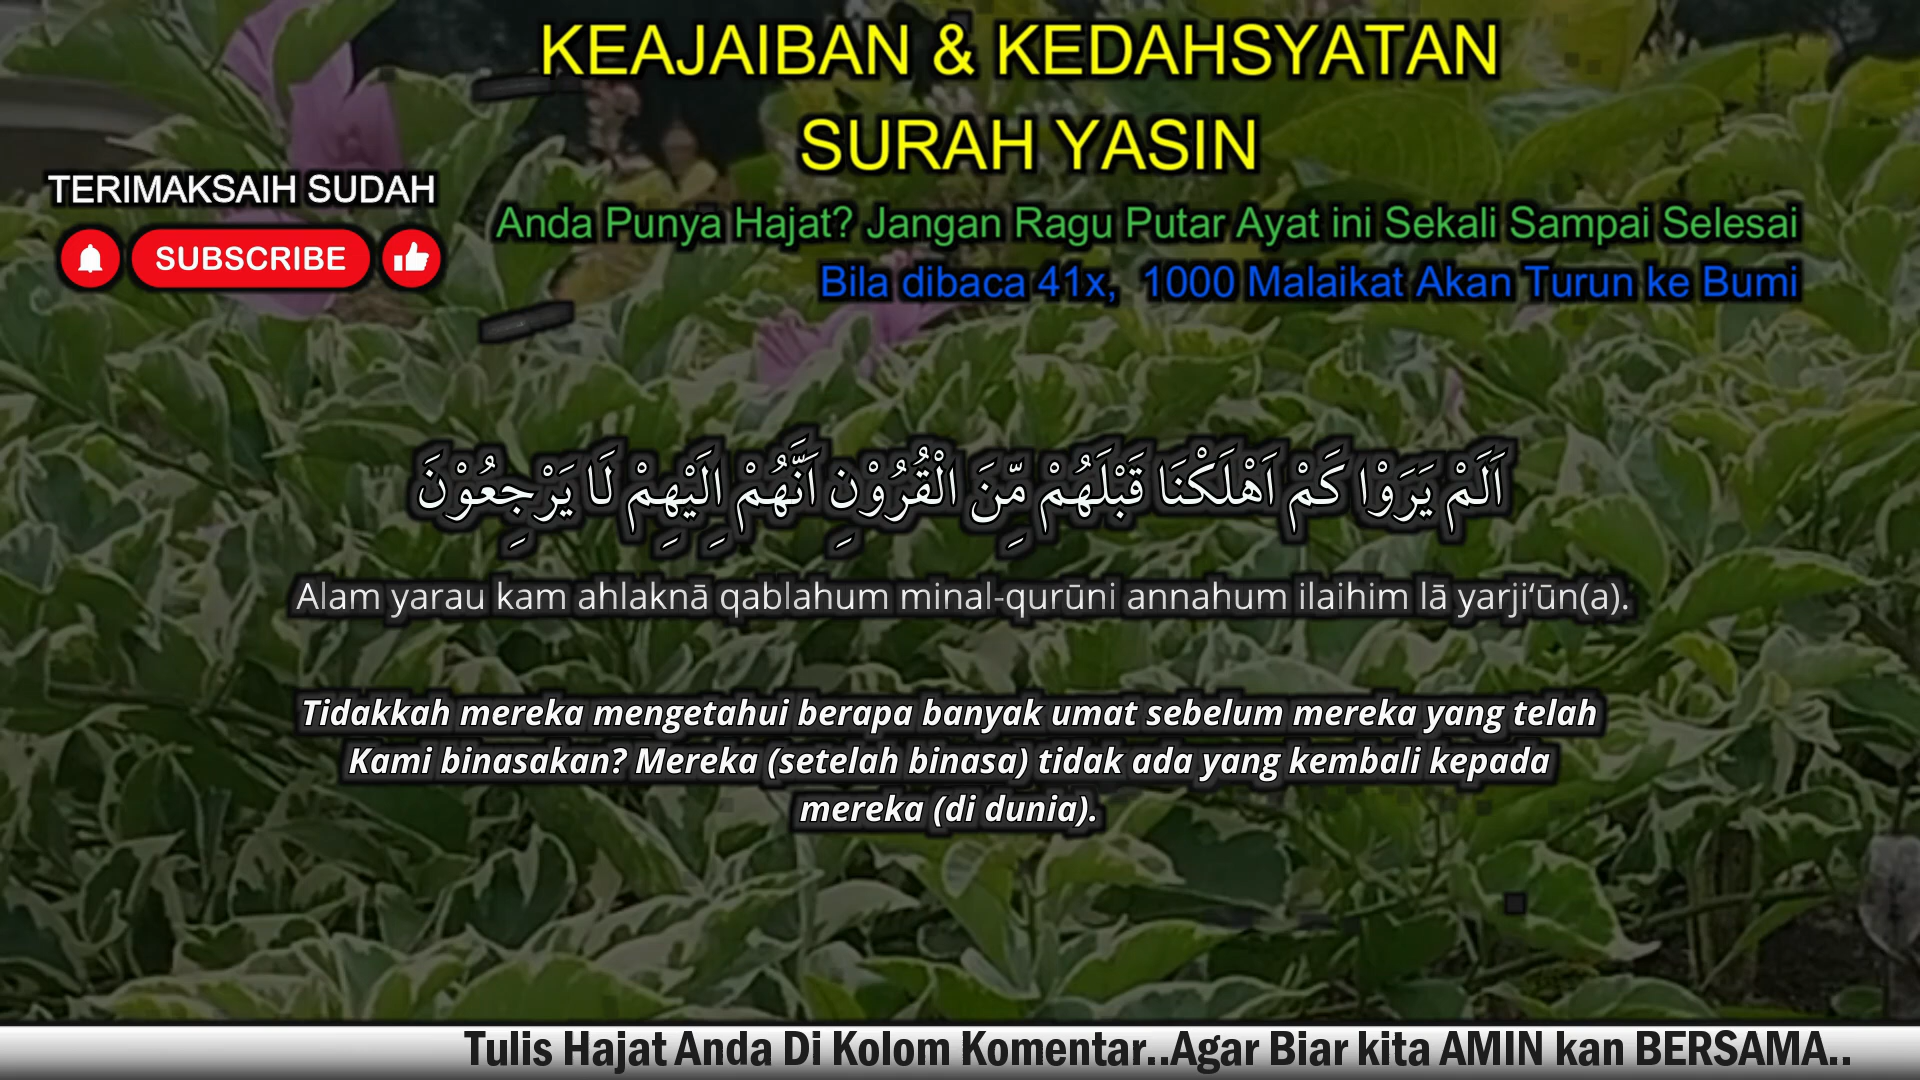 KEAJAIBAN & KEDAHSYATAN
SURAH YASIN
TERIMAKSAIH SUDAH
SUBSCRIBE
Anda Punya Hajat? Jangan Ragu Putar Ayat ini Sekali Sampai Selesai
Bila dibaca 41x, 1000 Malaikat Akan Turun ke Bumi
اَلَمْ يَرَوْا كَمْ اَهْلَكْنَا قَبْلَهُمْ مِّنَ الْقُرُوْنِ اَنَّهُمْ اِلَيْهِمْ لَا يَرْجِعُوْنَ
Alam yarau kam ahlaknā qablahum minal-qurūni annahum ilaihim lā yarji‘ūn(a).
Tidakkah mereka mengetahui berapa banyak umat sebelum mereka yang telah
Kami binasakan? Mereka (setelah binasa) tidak ada yang kembali kepada
mereka (di dunia).
Tulis Hajat Anda Di Kolom Komentar..Agar Biar kita AMIN kan BERSAMA..